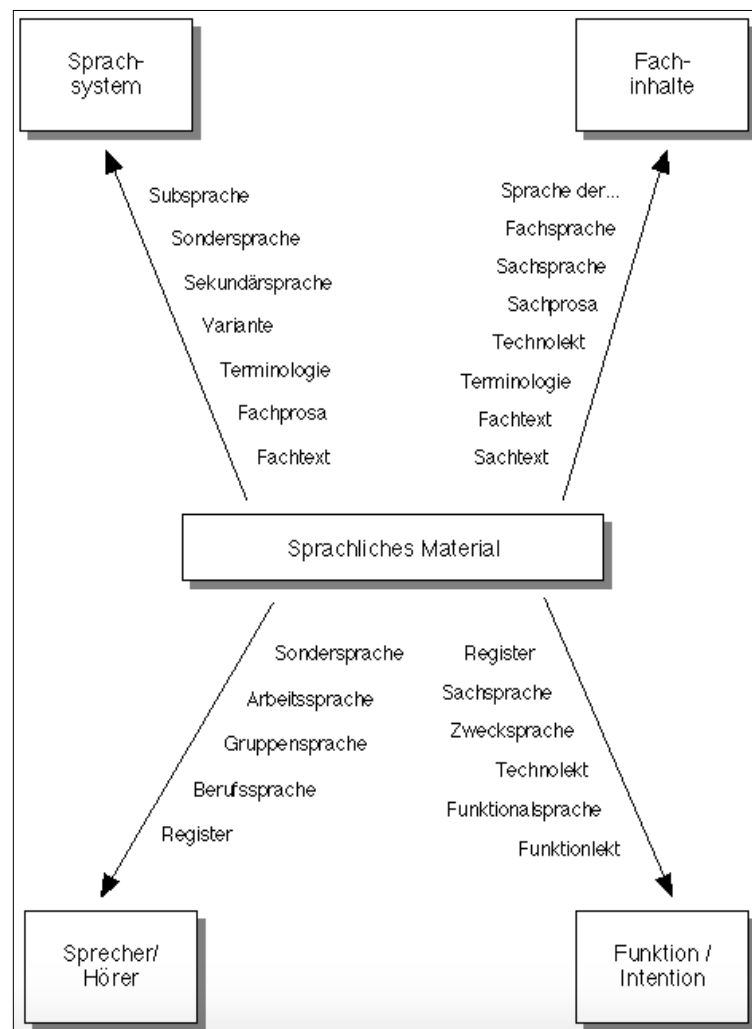 Sprach-
system
Fach-
inhalte
Subsprache
Sondersprache
Sekundärsprache
Variante
Terminologie
Fachprosa
Fachtext
Sprache der...
Fachsprache
Sachsprache
Sachprosa
Technolekt
Terminologie
Fachtext
Sachtext
Sprachliches Material
Sondersprache
Arbeitssprache
Gruppensprache
Berufssprache
Register
Register
Sachsprache
Zwecksprache
Technolekt
Funktionalsprache
Funktionlekt
Sprecher/
Hörer
Funktion /
Intention